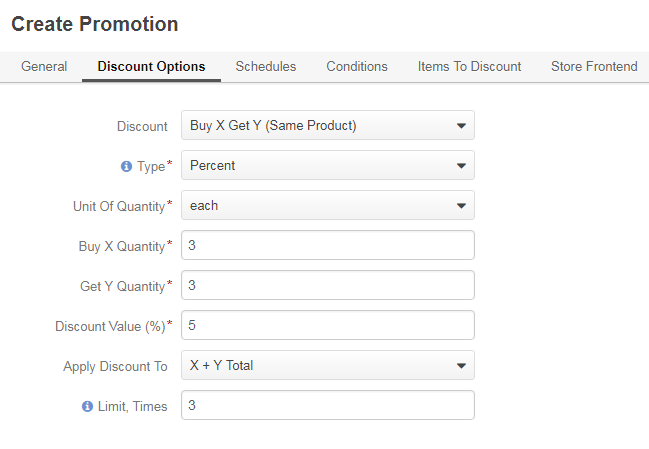 Create Promotion
General Discount Options Schedules Conditions Items To Discount Store Frontend
Discount Buy X Get Y (Same Product)
Type* Percent
Unit Of Quantity* each
Buy X Quantity* 3
Get Y Quantity* 3
Discount Value (%)* 5
Apply Discount To X + Y Total
Limit, Times 3